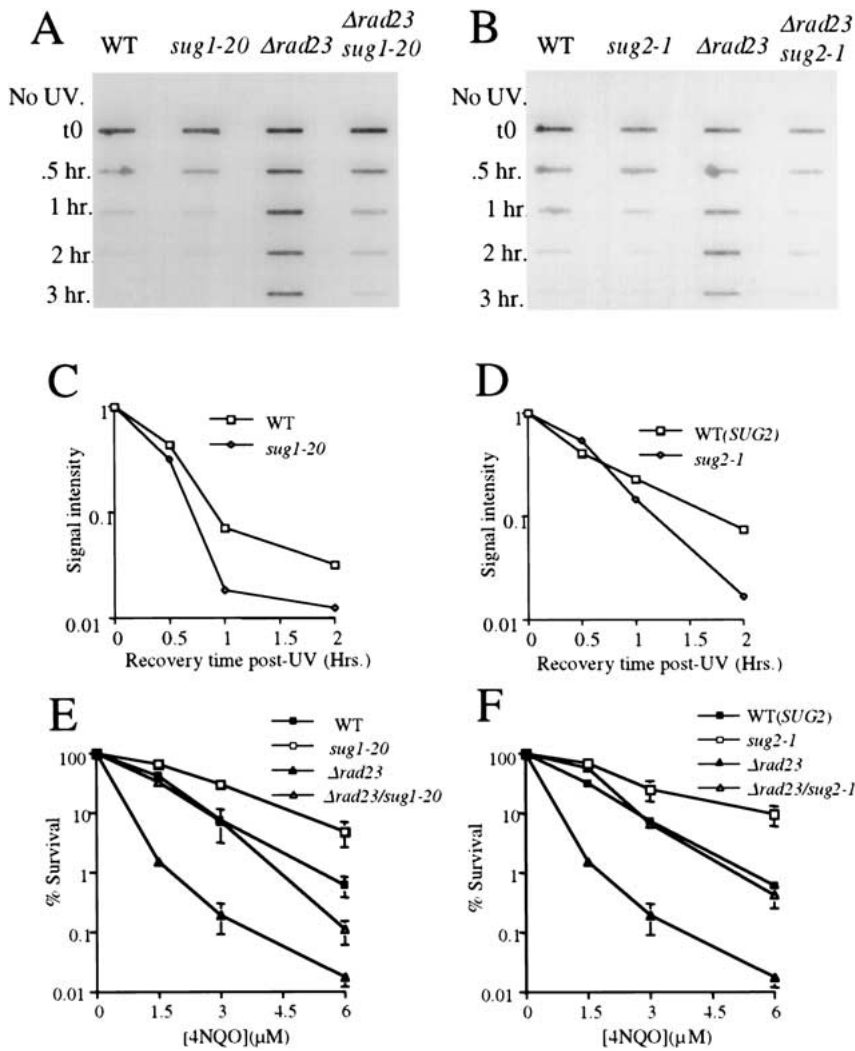 A
WT sug1-20 Δrad23 Δrad23 sug1-20
No UV.
t0
.5 hr.
1 hr.
2 hr.
3 hr.
B
WT sug2-1 Δrad23 Δrad23 sug2-1
No UV.
t0
.5 hr.
1 hr.
2 hr.
3 hr.
C
WT
sug1-20
Signal intensity
1
0.1
0.01
0 0.5 1 1.5 2
Recovery time post-UV (Hrs.)
D
WT(SUG2)
sug2-1
Signal intensity
1
0.1
0.01
0 0.5 1 1.5 2
Recovery time post-UV (Hrs.)
E
WT
sug1-20
Δrad23
Δrad23/sug1-20
% Survival
100
10
1
0.1
0.01
0 1.5 3 4.5 6
[4NQO](μM)
F
WT(SUG2)
sug2-1
Δrad23
Δrad23/sug2-1
% Survival
100
10
1
0.1
0.01
0 1.5 3 4.5 6
[4NQO](μM)